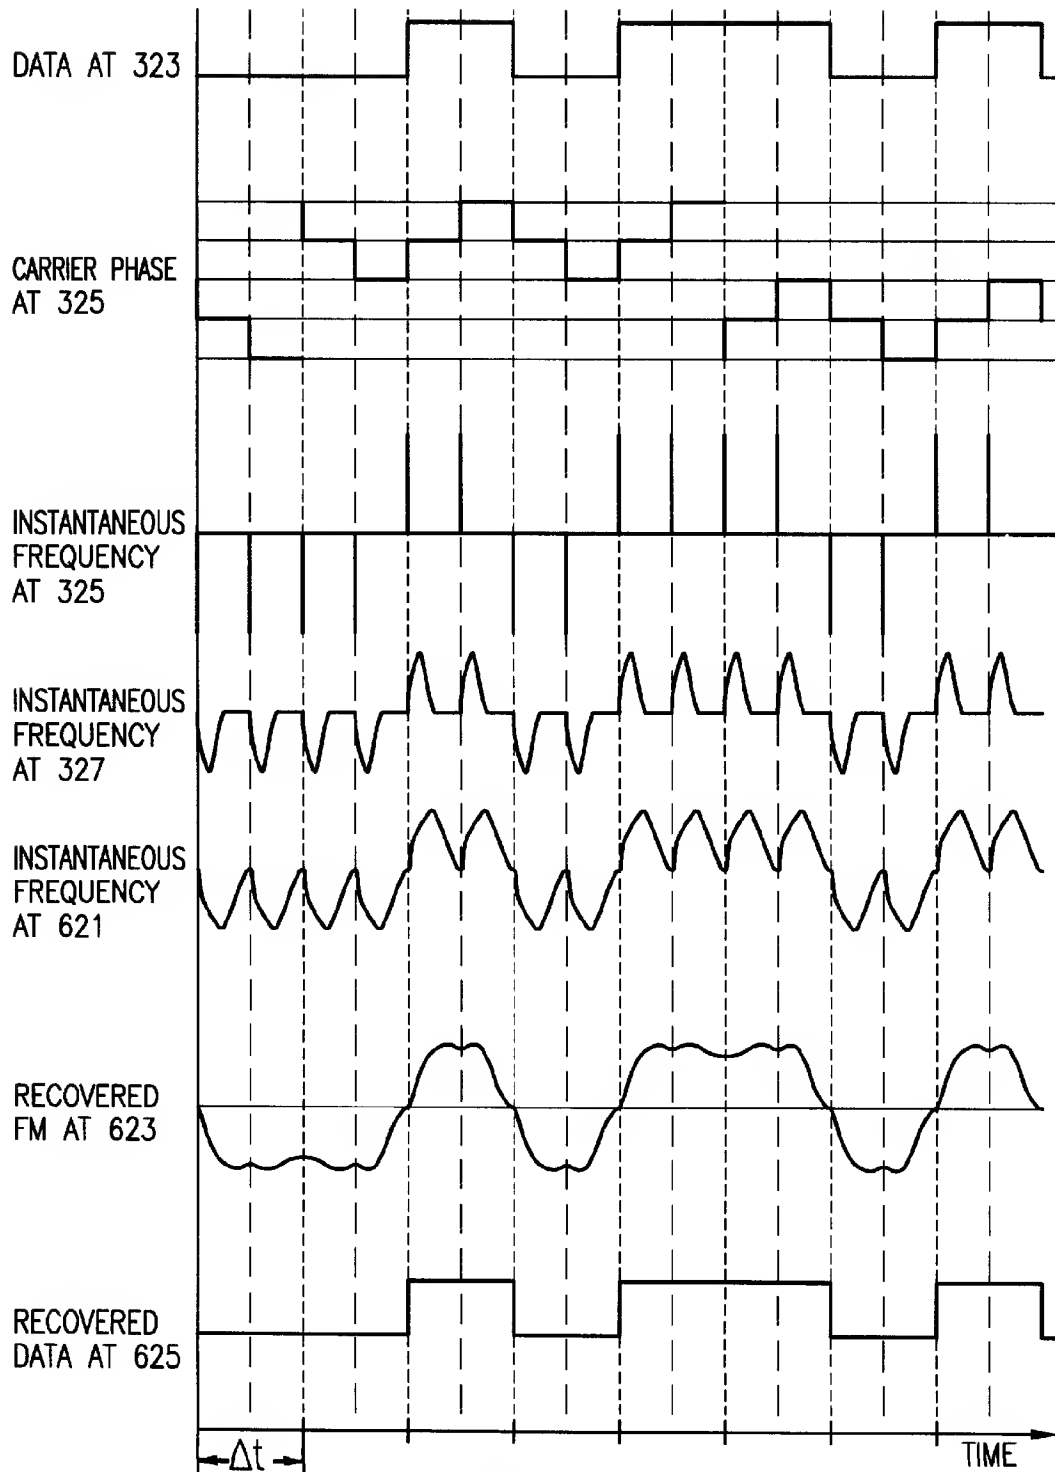 DATA AT 323
CARRIER PHASE
AT 325
INSTANTANEOUS
FREQUENCY
AT 325
INSTANTANEOUS
FREQUENCY
AT 327
INSTANTANEOUS
FREQUENCY
AT 621
RECOVERED
FM AT 623
RECOVERED
DATA AT 625
Δt
TIME